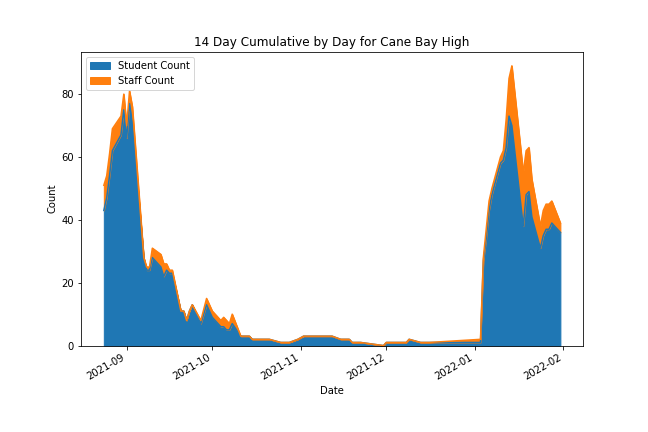 14 Day Cumulative by Day for Cane Bay High
Student Count
Staff Count
80
60
40
20
0
Count
2021-09
2021-10
2021-11
2021-12
2022-01
2022-02
Date